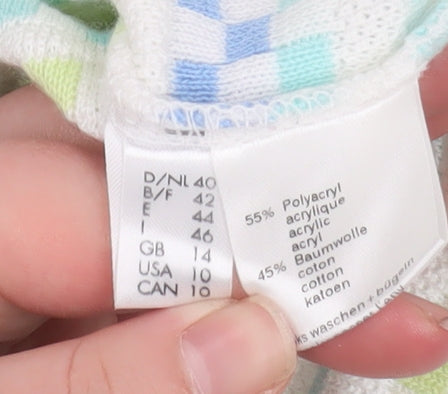 D/NL 40
B/F 42
E 44
I 46
GB 14
USA 10
CAN 10
55% Polyacryl
acrylique
acrylic
acryl
45% Baumwolle
coton
cotton
katoen
waschen + bügeln